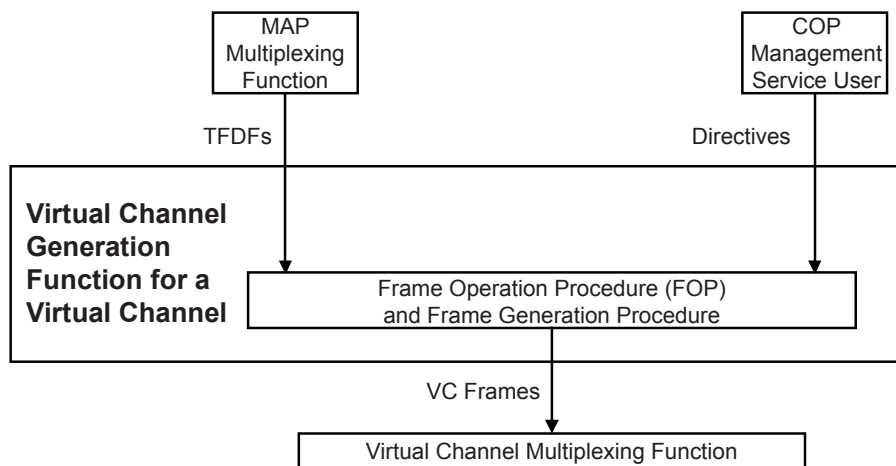 MAP
Multiplexing
Function
COP
Management
Service User
TFDFs
Directives
Virtual Channel
Generation
Function for a
Virtual Channel
Frame Operation Procedure (FOP)
and Frame Generation Procedure
VC Frames
Virtual Channel Multiplexing Function